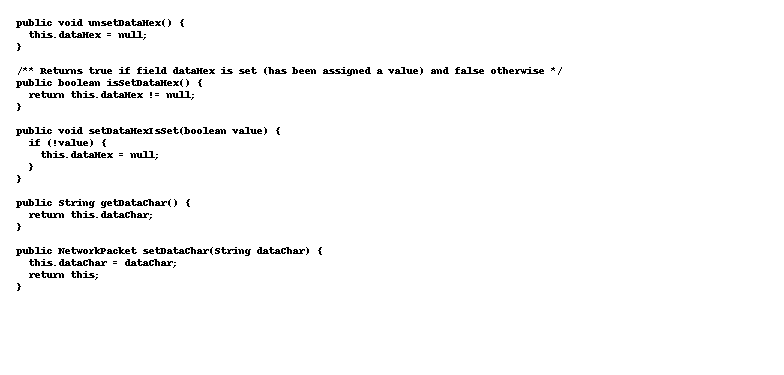 public void unsetDataHex() {
  this.dataHex = null;
}

/** Returns true if field dataHex is set (has been assigned a value) and false otherwise */
public boolean isSetDataHex() {
  return this.dataHex != null;
}

public void setDataHexIsSet(boolean value) {
  if (!value) {
    this.dataHex = null;
  }
}

public String getDataChar() {
  return this.dataChar;
}

public NetworkPacket setDataChar(String dataChar) {
  this.dataChar = dataChar;
  return this;
}